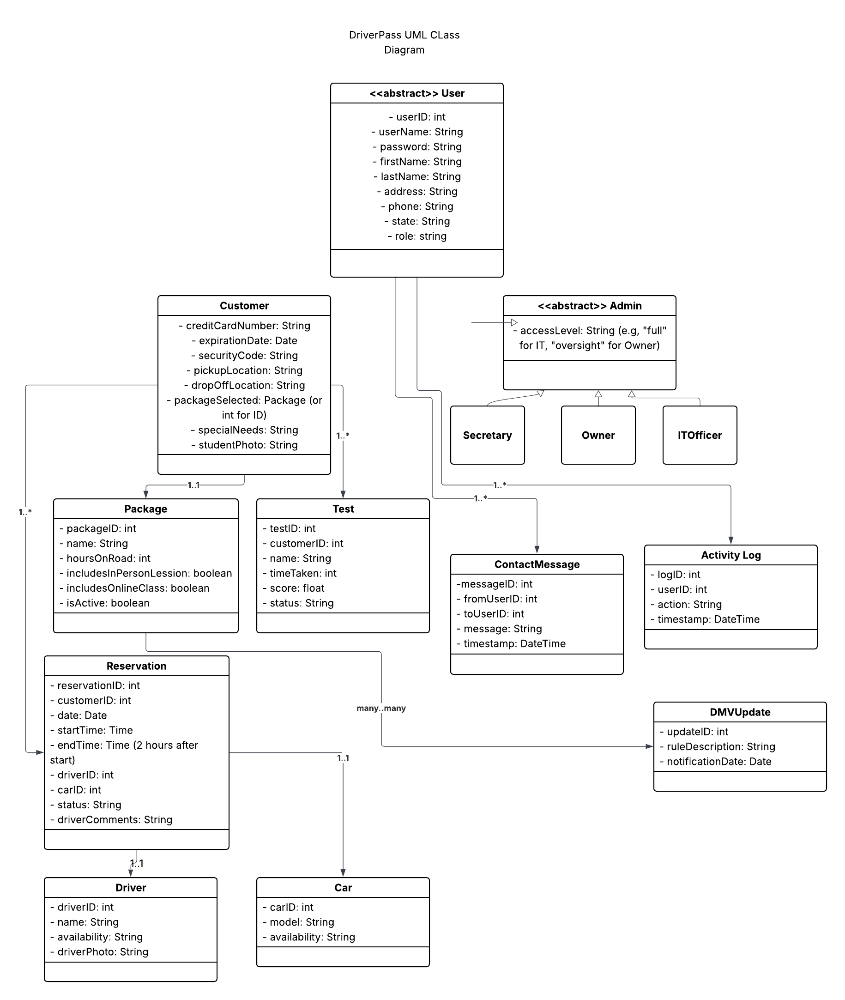 DriverPass UML CLass
Diagram
<<abstract>> User
- userID: int
- userName: String
- password: String
- firstName: String
- lastName: String
- address: String
- phone: String
- state: String
- role: string
Customer
- creditCardNumber: String
- expirationDate: Date
- securityCode: String
- pickupLocation: String
- dropOffLocation: String
- packageSelected: Package (or
int for ID)
- specialNeeds: String
- studentPhoto: String
<<abstract>> Admin
- accessLevel: String (e.g, "full"
for IT, "oversight" for Owner)
Secretary
Owner
ITOfficer
1..*
1..1
1..*
1..*
1..*
Package
- packageID: int
- name: String
- hoursOnRoad: int
- includesInPersonLession: boolean
- includesOnlineClass: boolean
- isActive: boolean
Test
- testID: int
- customerID: int
- name: String
- timeTaken: int
- score: float
- status: String
ContactMessage
-messageID: int
- fromUserID: int
- toUserID: int
- message: String
- timestamp: DateTime
Activity Log
- logID: int
- userID: int
- action: String
- timestamp: DateTime
Reservation
- reservationID: int
- customerID: int
- date: Date
- startTime: Time
- endTime: Time (2 hours after
start)
- driverID: int
- carID: int
- status: String
- driverComments: String
many..many
1..1
DMVUpdate
- updateID: int
- ruleDescription: String
- notificationDate: Date
1..1
Driver
- driverID: int
- name: String
- availability: String
- driverPhoto: String
Car
- carID: int
- model: String
- availability: String